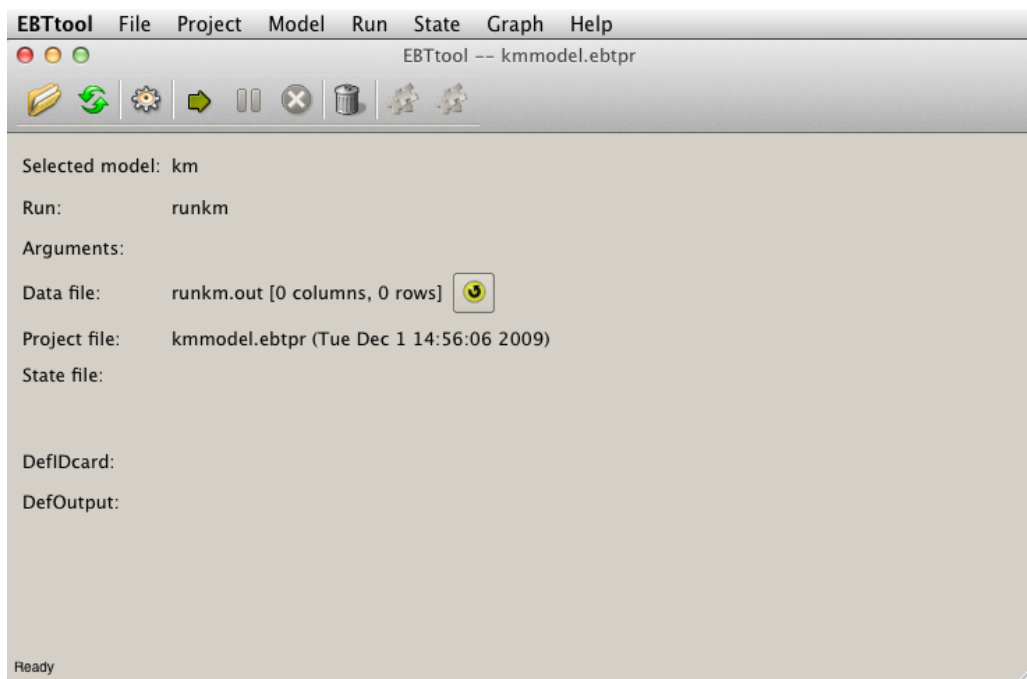 EBTtool File Project Model Run State Graph Help
EBTtool -- kmmodel.ebtpr
Selected model: km
Run: runkm
Arguments:
Data file: runkm.out [0 columns, 0 rows]
Project file: kmmodel.ebtpr (Tue Dec 1 14:56:06 2009)
State file:
DefIDcard:
DefOutput:
Ready